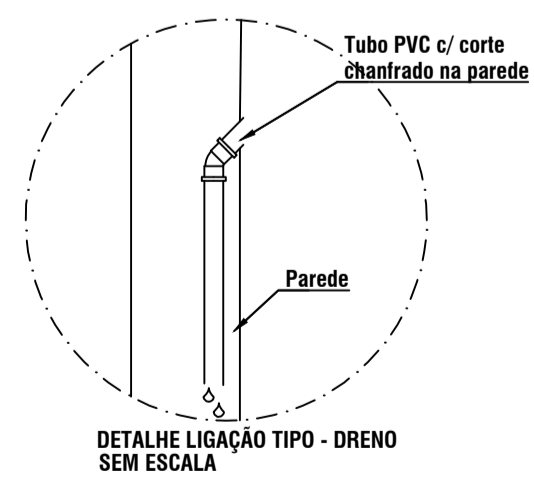 Tubo PVC c/ corte
chanfrado na parede
Parede
DETALHE LIGAÇÃO TIPO - DRENO
SEM ESCALA